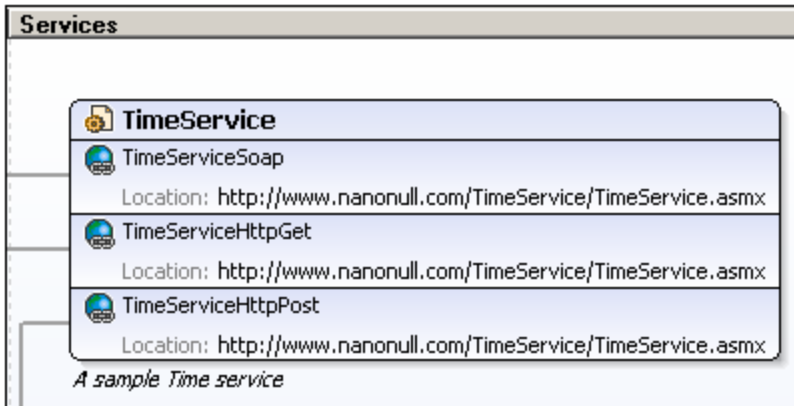 Services
TimeService
TimeServiceSoap
Location: http://www.nanonull.com/TimeService/TimeService.asmx
TimeServiceHttpGet
Location: http://www.nanonull.com/TimeService/TimeService.asmx
TimeServiceHttpPost
Location: http://www.nanonull.com/TimeService/TimeService.asmx
A sample Time service